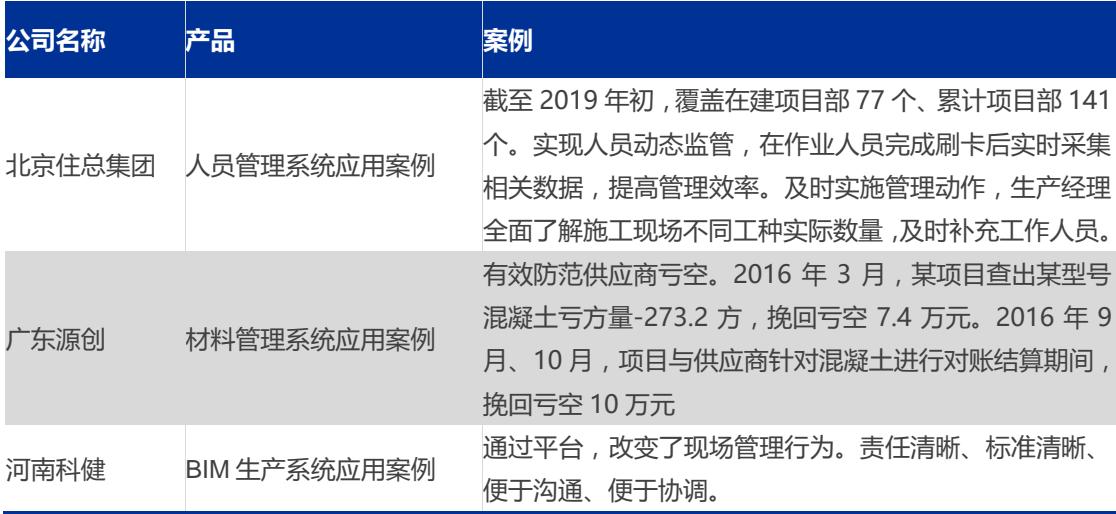 公司名称 产品 案例
截至 2019 年初，覆盖在建项目部 77 个、累计项目部 141
个。实现人员动态监管，在作业人员完成刷卡后实时采集
北京住总集团 人员管理系统应用案例
相关数据，提高管理效率。及时实施管理动作，生产经理
全面了解施工现场不同工种实际数量，及时补充工作人员。
有效防范供应商亏空。2016 年 3 月，某项目查出某型号
混凝土亏方量-273.2 方，挽回亏空 7.4 万元。2016 年 9
广东源创 材料管理系统应用案例
月、10 月，项目与供应商针对混凝土进行对账结算期间，
挽回亏空 10 万元
通过平台，改变了现场管理行为。责任清晰、标准清晰、
河南科健 BIM 生产系统应用案例
便于沟通、便于协调。